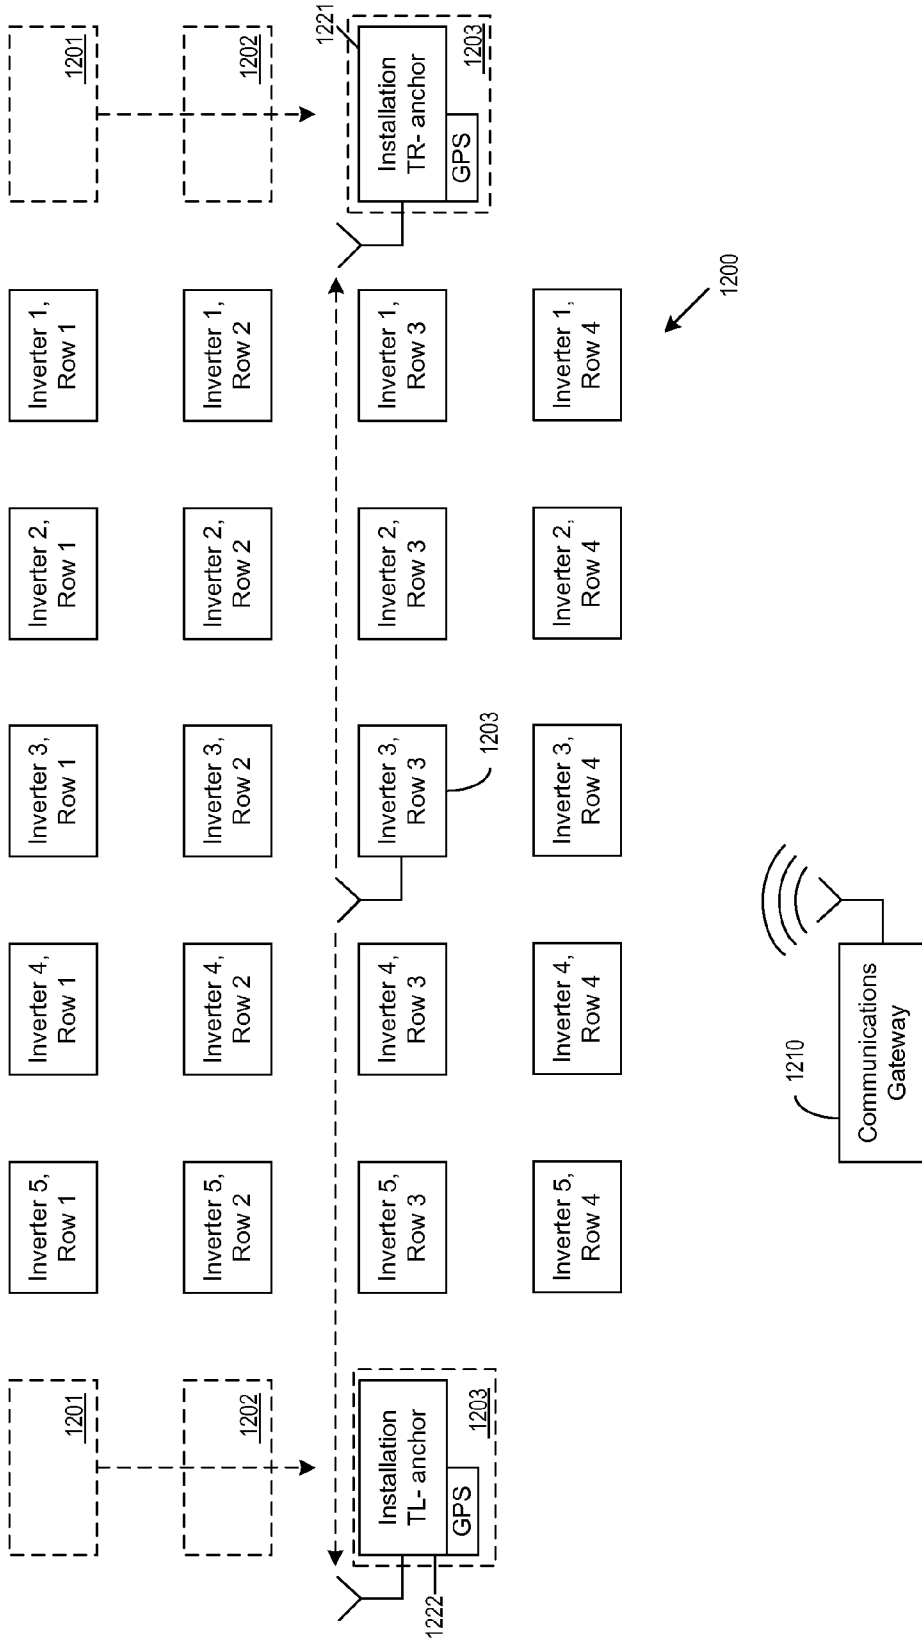 1201
Inverter 5,
Row 1
Inverter 4,
Row 1
Inverter 3,
Row 1
Inverter 2,
Row 1
Inverter 1,
Row 1
1201
1202
Inverter 5,
Row 2
Inverter 4,
Row 2
Inverter 3,
Row 2
Inverter 2,
Row 2
Inverter 1,
Row 2
1202
1221
1222
Installation
TL- anchor
GPS
1203
Inverter 5,
Row 3
Inverter 4,
Row 3
Inverter 3,
Row 3
1203
Inverter 2,
Row 3
Inverter 1,
Row 3
Installation
TR- anchor
GPS
1203
Inverter 5,
Row 4
Inverter 4,
Row 4
Inverter 3,
Row 4
Inverter 2,
Row 4
Inverter 1,
Row 4
1200
1210
Communications
Gateway